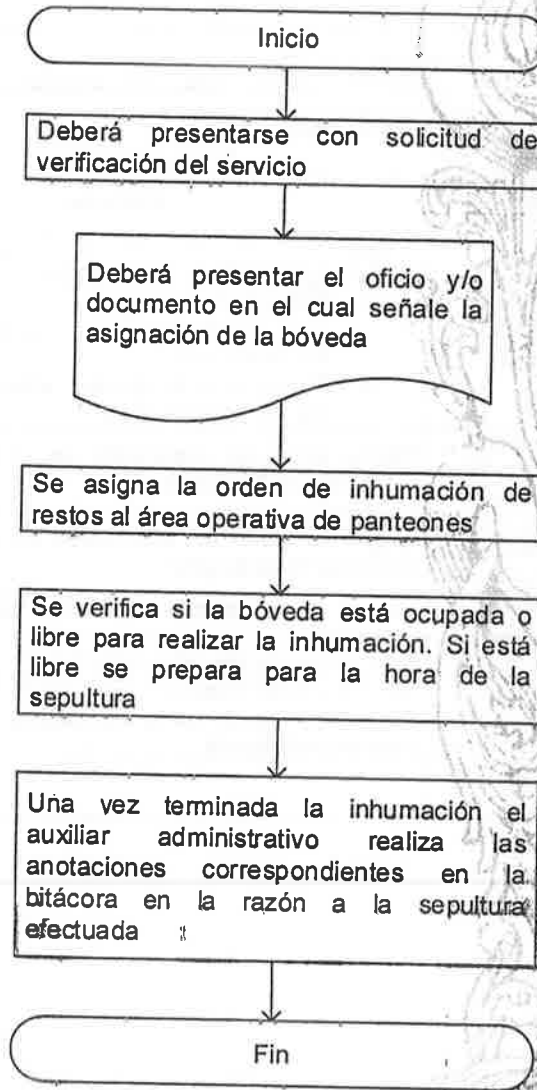 Inicio
Deberá presentarse con solicitud de
verificación del servicio
Deberá presentar el oficio y/o
documento en el cual señale la
asignación de la bóveda
Se asigna la orden de inhumación de
restos al área operativa de panteones
Se verifica si la bóveda está ocupada o
libre para realizar la inhumación. Si está
libre se prepara para la hora de la
sepultura
Una vez terminada la inhumación el
auxiliar administrativo realiza las
anotaciones correspondientes en la
bitácora en la razón a la sepultura
Fin